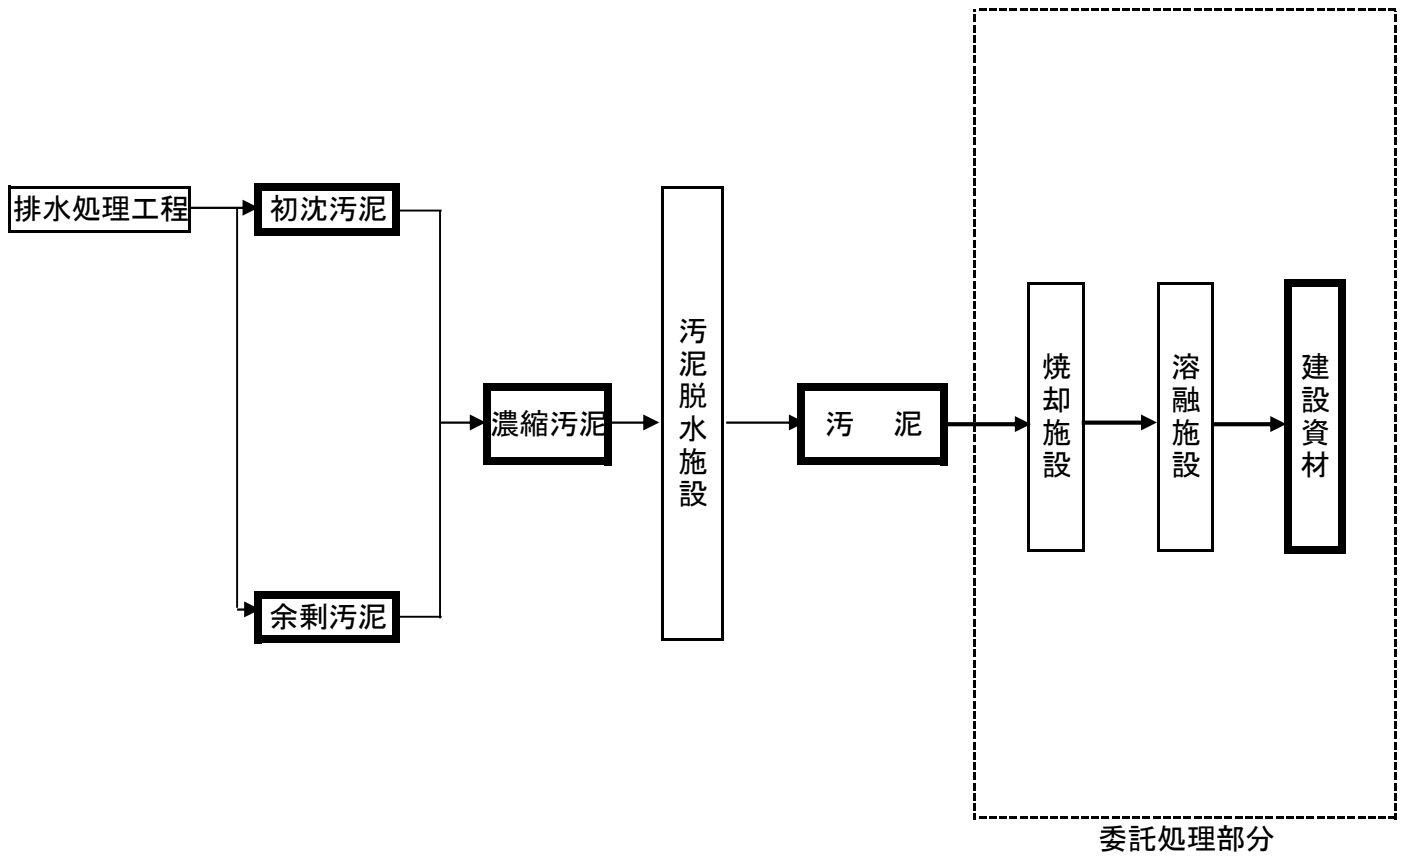 排水処理工程
初沈汚泥
余剰汚泥
濃縮汚泥
汚泥脱水施設
汚　泥
焼却施設
溶融施設
建設資材
委託処理部分